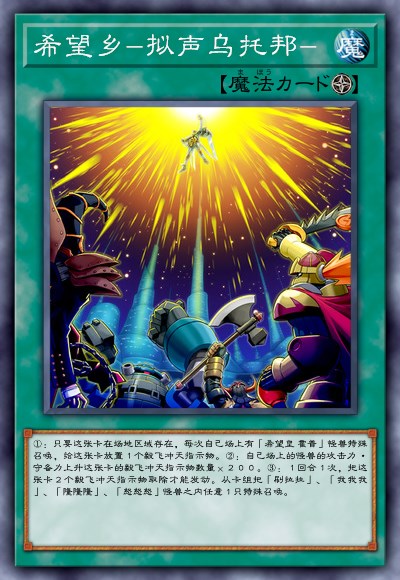 希望乡-拟声乌托邦-
魔
【魔法カード】
まほう
①：只要这张卡在场地区域存在，每次自己场上有「希望皇 霍普」怪兽特殊
召唤，给这张卡放置1个毅飞冲天指示物。②：自己场上的怪兽的攻击力·
守备力上升这张卡的毅飞冲天指示物数量×200。③：1回合1次，把这
张卡2个毅飞冲天指示物取除才能发动。从卡组把「刷拉拉」、「我我我
」、「隆隆隆」、「怒怒怒」怪兽之内任意1只特殊召唤。